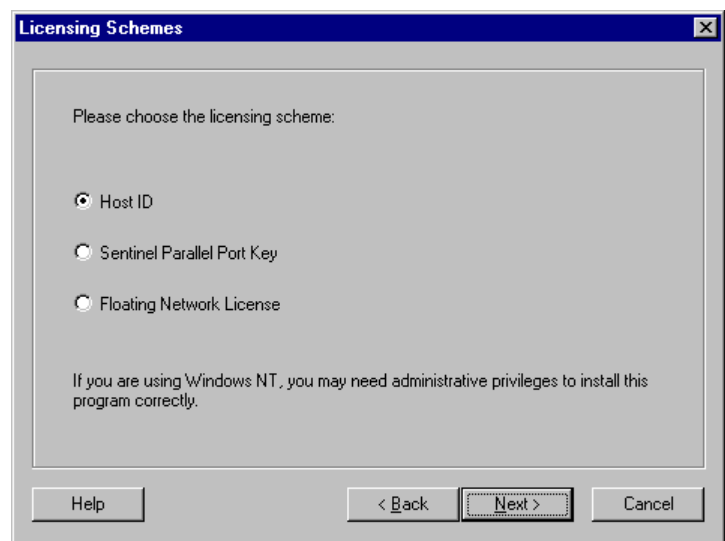 Licensing Schemes
Please choose the licensing scheme:
Host ID
Sentinel Parallel Port Key
Floating Network License
If you are using Windows NT, you may need administrative privileges to install this
program correctly.
Help
< Back
Next >
Cancel